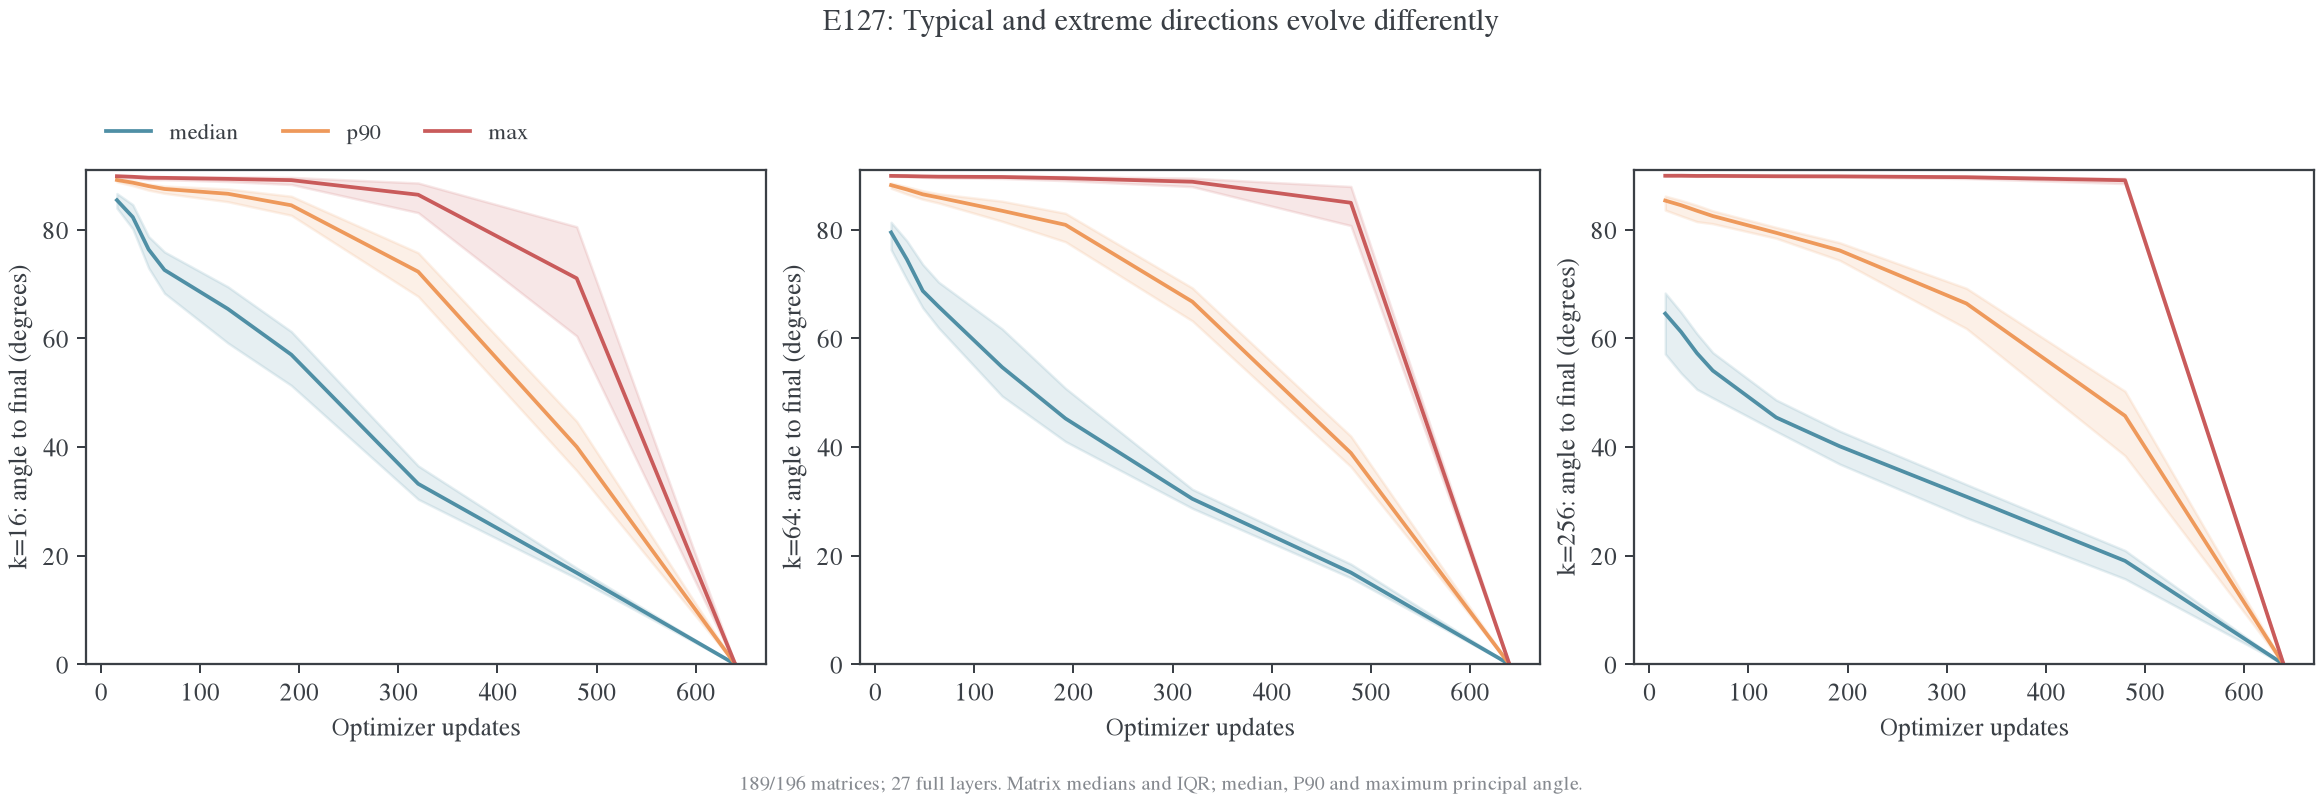 E127: Typical and extreme directions evolve differently
median p90 max
k=16: angle to final (degrees)
80
60
40
20
0
0 100 200 300 400 500 600
Optimizer updates
k=64: angle to final (degrees)
80
60
40
20
0
0 100 200 300 400 500 600
Optimizer updates
k=256: angle to final (degrees)
80
60
40
20
0
0 100 200 300 400 500 600
Optimizer updates
189/196 matrices; 27 full layers. Matrix medians and IQR; median, P90 and maximum principal angle.